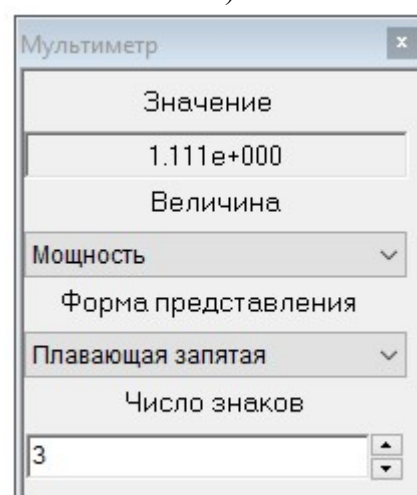 )
Мультиметр x
Значение
1.111e+000
Величина
Мощность
Форма представления
Плавающая запятая
Число знаков
3